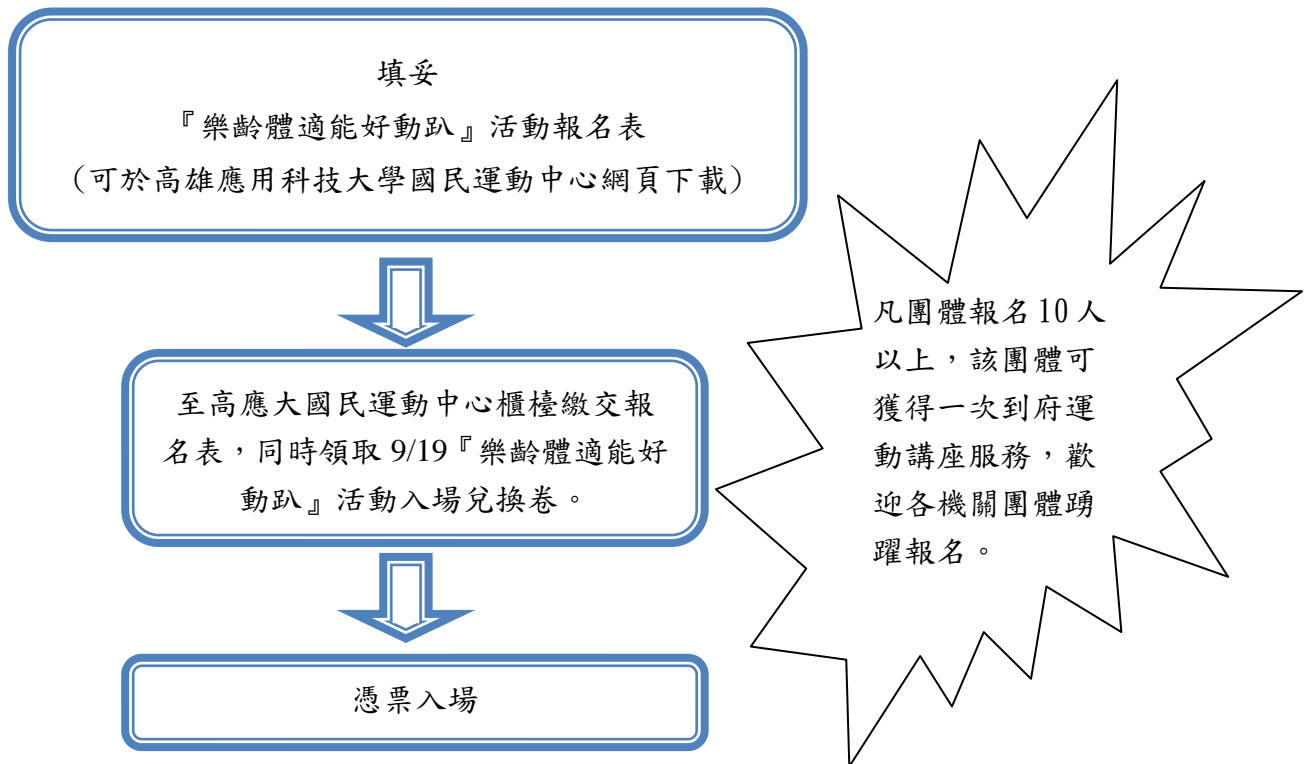 填妥
『樂齡體適能好動趴』活動報名表
（可於高雄應用科技大學國民運動中心網頁下載）
至高應大國民運動中心櫃檯繳交報
名表，同時領取 9/19『樂齡體適能好
動趴』活動入場兌換卷。
憑票入場
凡團體報名 10 人
以上，該團體可
獲得一次到府運
動講座服務，歡
迎各機關團體踴
躍報名。